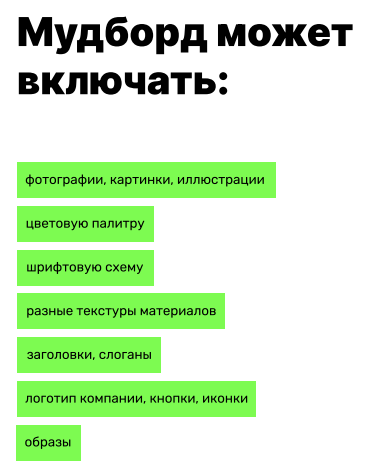 Мудборд может
включать:
фотографии, картинки, иллюстрации
цветовую палитру
шрифтовую схему
разные текстуры материалов
заголовки, слоганы
логотип компании, кнопки, иконки
образы